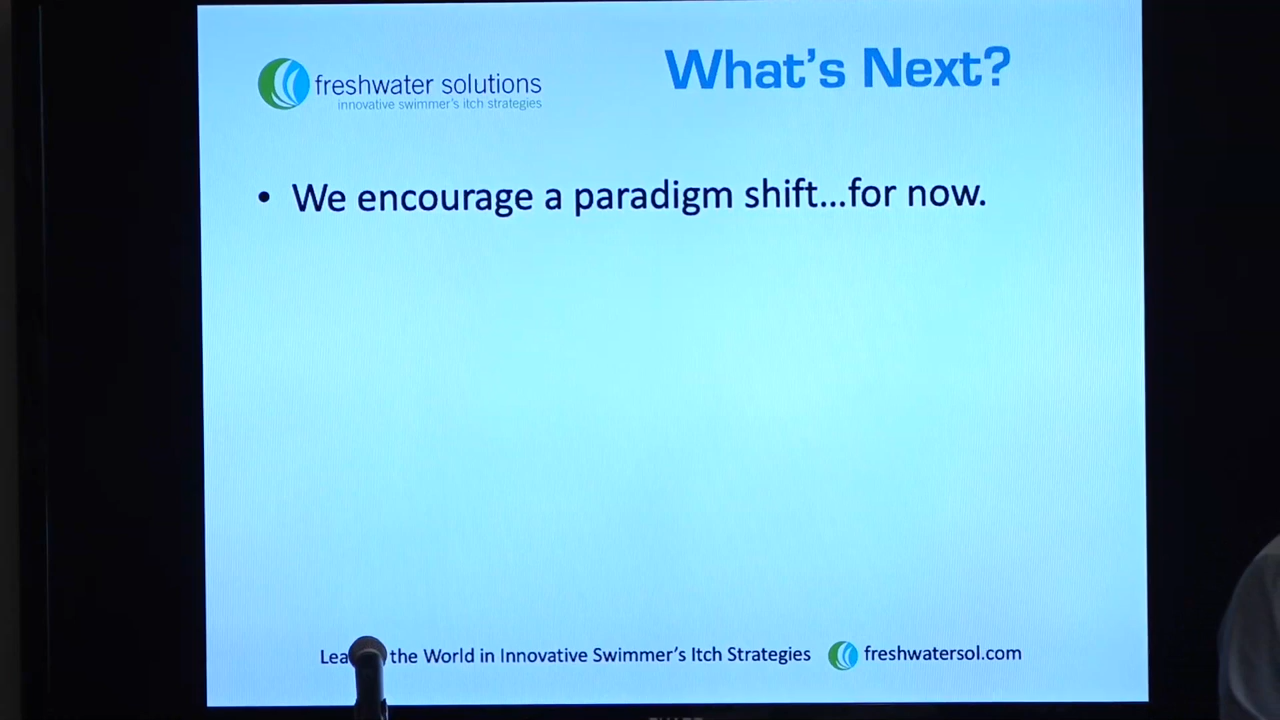 freshwater solutions
innovative swimmer's itch strategies
What's Next?
• We encourage a paradigm shift...for now.
the World in Innovative Swimmer's Itch Strategies
freshwatersol.com